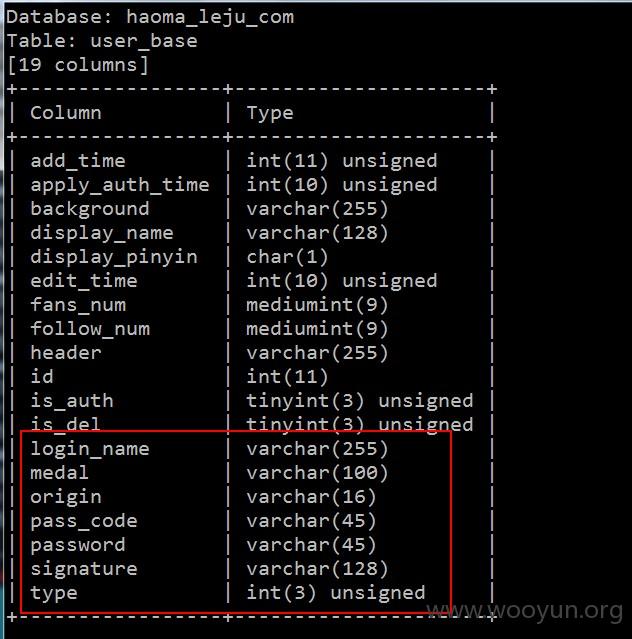 Database: haoma_leju_com
Table: user_base
[19 columns]
+-----------------+-----------------------+
| Column | Type |
+-----------------+-----------------------+
| add_time | int(11) unsigned |
| apply_auth_time | int(10) unsigned |
| background | varchar(255) |
| display_name | varchar(128) |
| display_pinyin | char(1) |
| edit_time | int(10) unsigned |
| fans_num | mediumint(9) |
| follow_num | mediumint(9) |
| header | varchar(255) |
| id | int(11) |
| is_auth | tinyint(3) unsigned |
| is_del | tinyint(3) unsigned |
| login_name | varchar(255) |
| medal | varchar(100) |
| origin | varchar(16) |
| pass_code | varchar(45) |
| password | varchar(45) |
| signature | varchar(128) |
| type | int(3) unsigned |
+-----------------+-----------------------+
www.wooyun.org